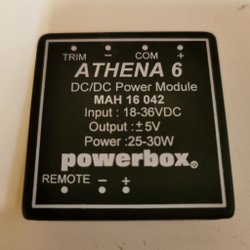 TRIM − COM +
ATHENA 6
DC/DC Power Module
MAH 16 042
Input : 18-36VDC
Output : ±5V
Power : 25-30W
powerbox®
REMOTE − +